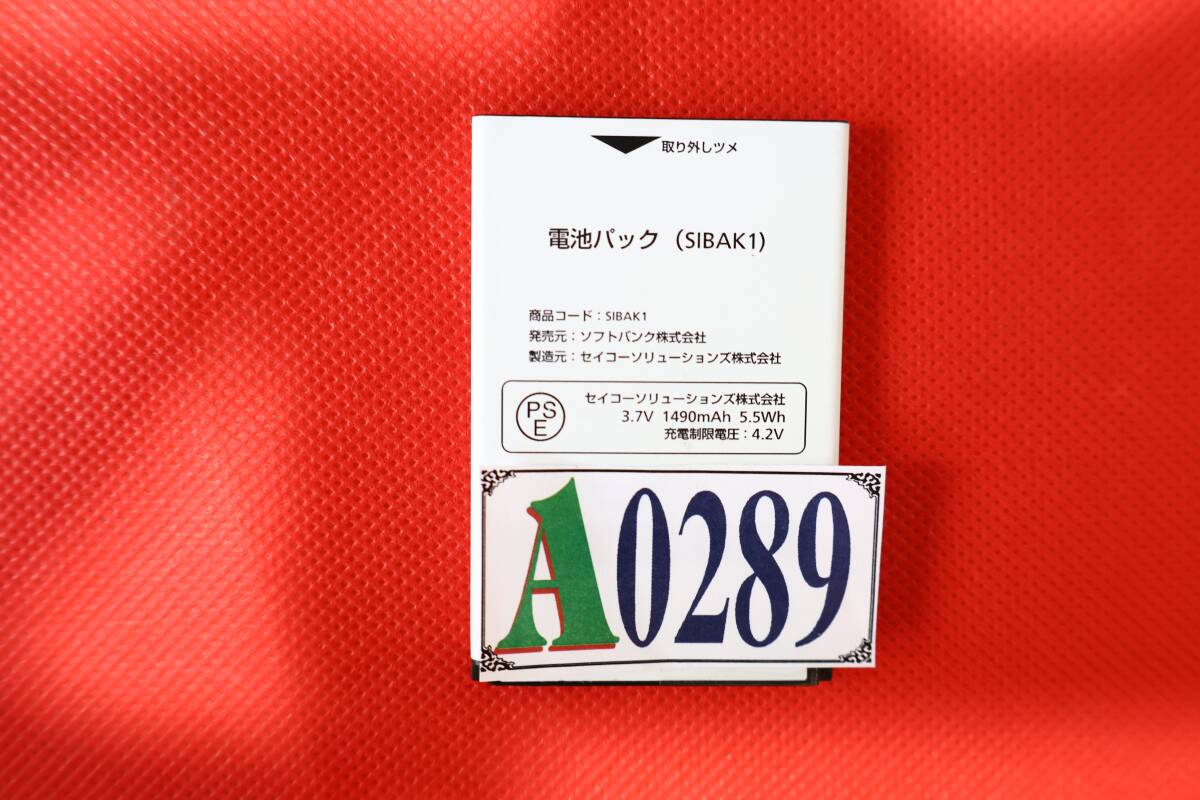 取り外しツメ
電池パック（SIBAK1）
商品コード：SIBAK1
発売元：ソフトバンク株式会社
製造元：セイコーソリューションズ株式会社
PS
E
セイコーソリューションズ株式会社
3.7V 1490mAh 5.5Wh
充電制限電圧：4.2V
A0289